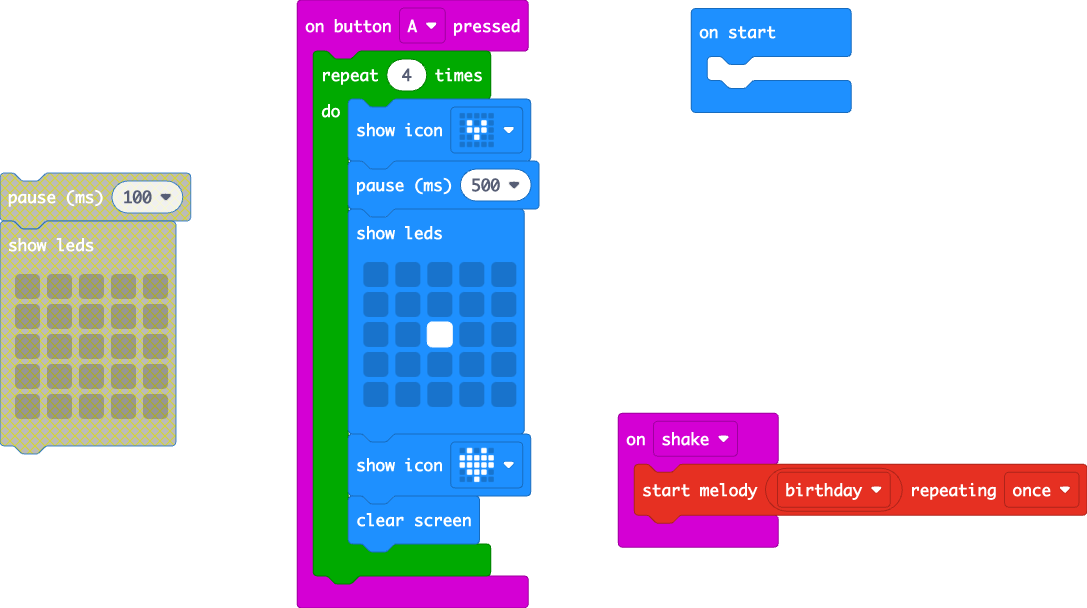 on button A pressed
repeat 4 times
do
show icon
pause (ms) 500
show leds
show icon
clear screen
on start
pause (ms) 100
show leds
on shake
start melody birthday repeating once